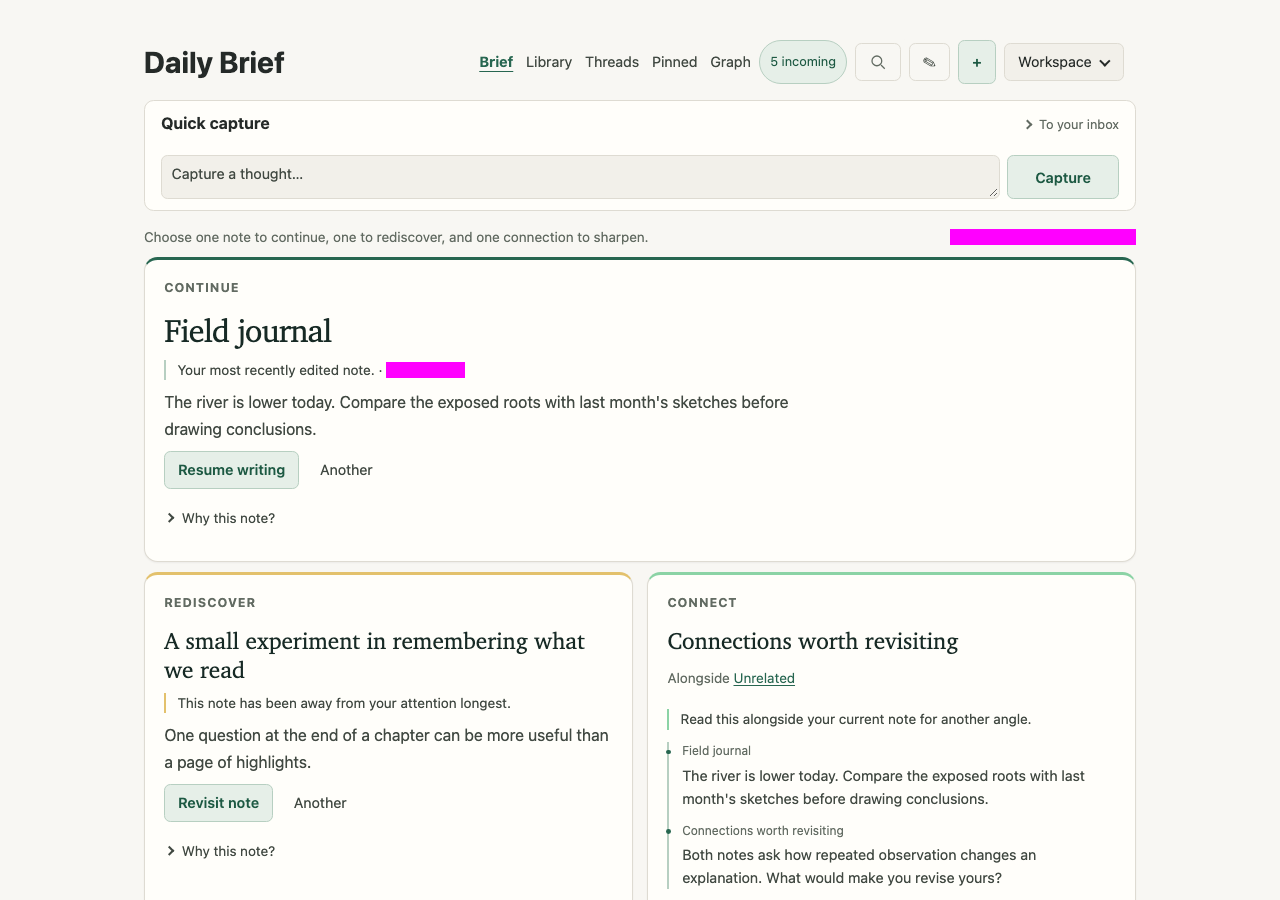 Daily Brief
Brief Library Threads Pinned Graph 5 incoming + Workspace
Quick capture
To your inbox
Capture a thought...
Capture
Choose one note to continue, one to rediscover, and one connection to sharpen.
CONTINUE
Field journal
Your most recently edited note. ·
The river is lower today. Compare the exposed roots with last month's sketches before
drawing conclusions.
Resume writing Another
Why this note?
REDISCOVER
A small experiment in remembering what
we read
This note has been away from your attention longest.
One question at the end of a chapter can be more useful than
a page of highlights.
Revisit note Another
Why this note?
CONNECT
Connections worth revisiting
Alongside Unrelated
Read this alongside your current note for another angle.
Field journal
The river is lower today. Compare the exposed roots with last
month's sketches before drawing conclusions.
Connections worth revisiting
Both notes ask how repeated observation changes an
explanation. What would make you revise yours?